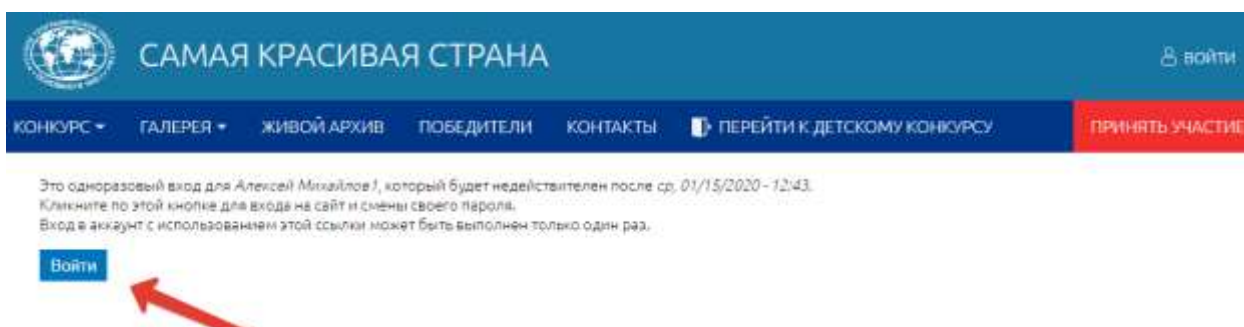 САМАЯ КРАСИВАЯ СТРАНА
ВОЙТИ
КОНКУРС ГАЛЕРЕЯ ЖИВОЙ АРХИВ ПОБЕДИТЕЛИ КОНТАКТЫ ПЕРЕЙТИ К ДЕТСКОМУ КОНКУРСУ ПРИНЯТЬ УЧАСТИЕ
Это одноразовый вход для Алексей Михайлов1, который будет недействителен после ср, 01/15/2020 - 12:43.
Кликните по этой кнопке для входа на сайт и смены своего пароля.
Вход в аккаунт с использованием этой ссылки может быть выполнен только один раз.
Войти